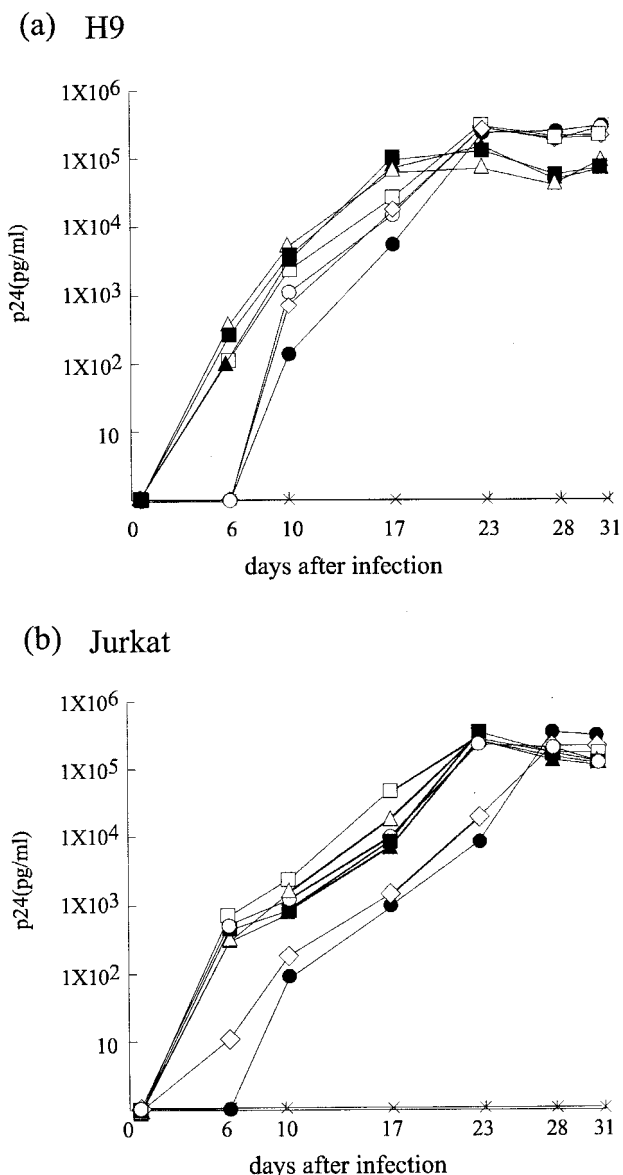 (a) H9
1X10⁶
1X10⁵
1X10⁴
1X10³
1X10²
10
p24(pg/ml)
0 6 10 17 23 28 31
days after infection
(b) Jurkat
1X10⁶
1X10⁵
1X10⁴
1X10³
1X10²
10
p24(pg/ml)
0 6 10 17 23 28 31
days after infection